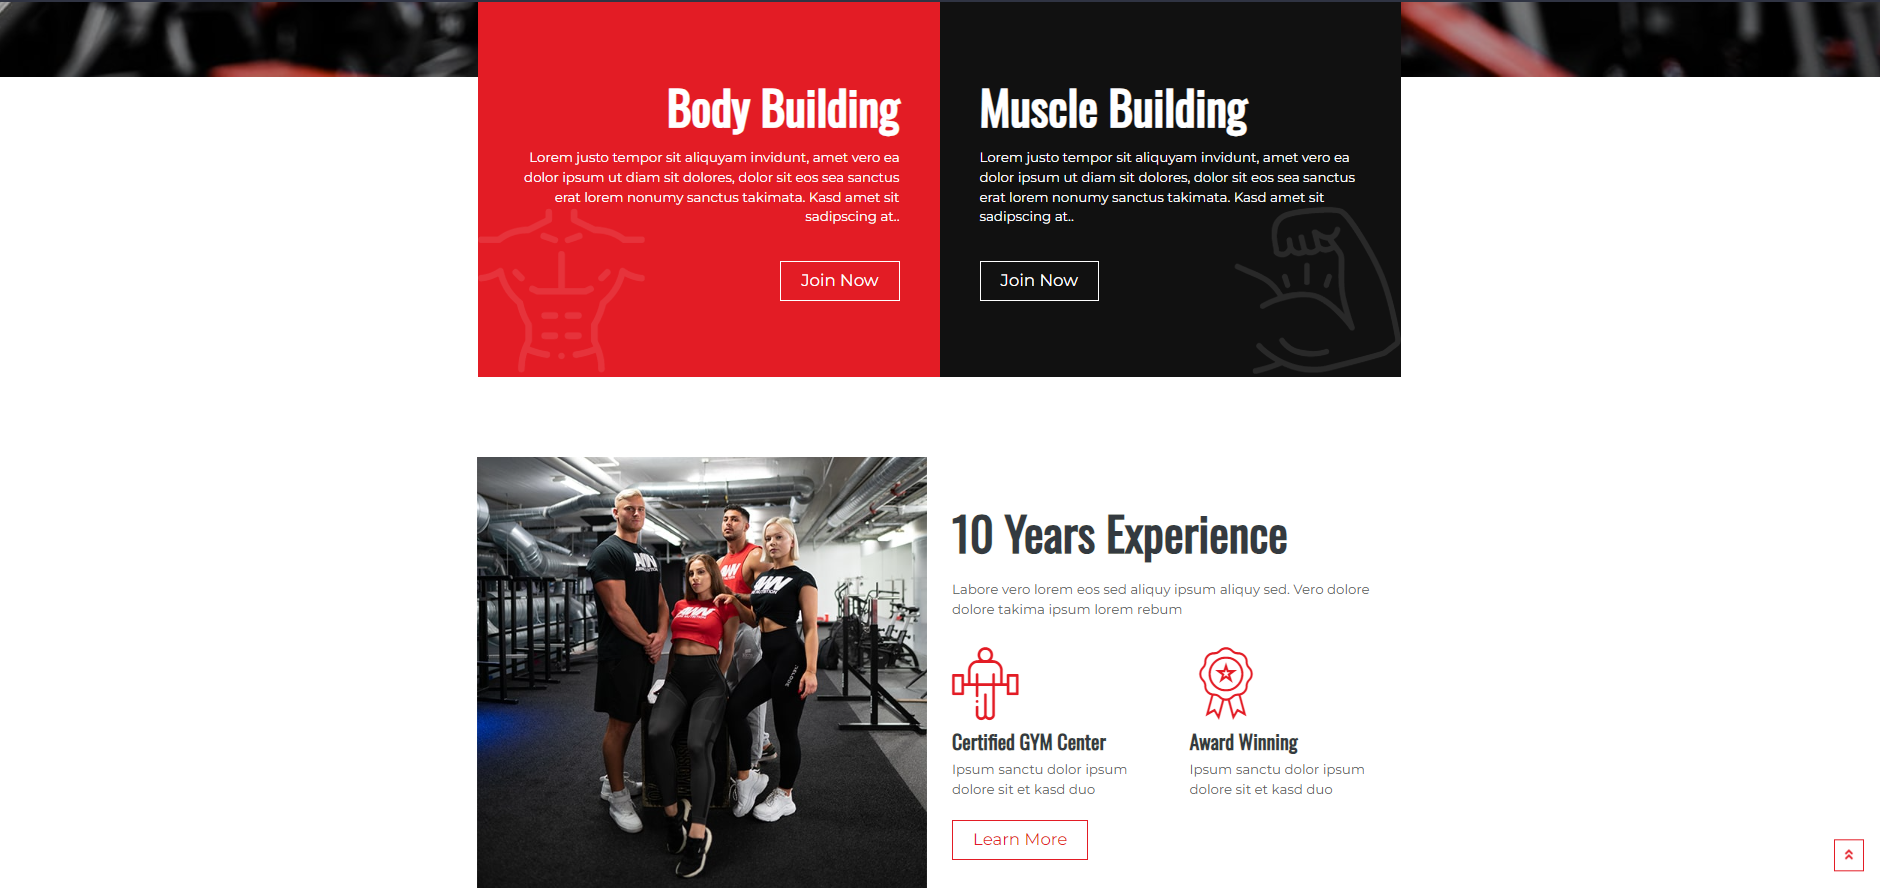 Body Building
Lorem justo tempor sit aliquyam invidunt, amet vero ea
dolor ipsum ut diam sit dolores, dolor sit eos sea sanctus
erat lorem nonumy sanctus takimata. Kasd amet sit
sadipscing at..
Join Now
Muscle Building
Lorem justo tempor sit aliquyam invidunt, amet vero ea
dolor ipsum ut diam sit dolores, dolor sit eos sea sanctus
erat lorem nonumy sanctus takimata. Kasd amet sit
sadipscing at..
Join Now
10 Years Experience
Labore vero lorem eos sed aliquy ipsum aliquy sed. Vero dolore
dolore takima ipsum lorem rebum
Certified GYM Center
Ipsum sanctu dolor ipsum
dolore sit et kasd duo
Award Winning
Ipsum sanctu dolor ipsum
dolore sit et kasd duo
Learn More